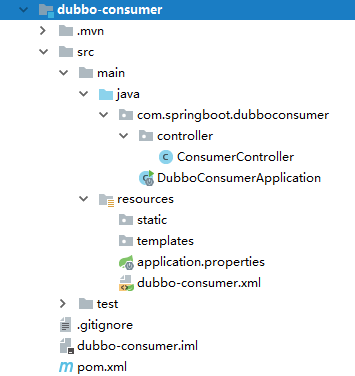 dubbo-consumer
.mvn
src
main
java
com.springboot.dubboconsumer
controller
ConsumerController
DubboConsumerApplication
resources
static
templates
application.properties
dubbo-consumer.xml
test
.gitignore
dubbo-consumer.iml
pom.xml